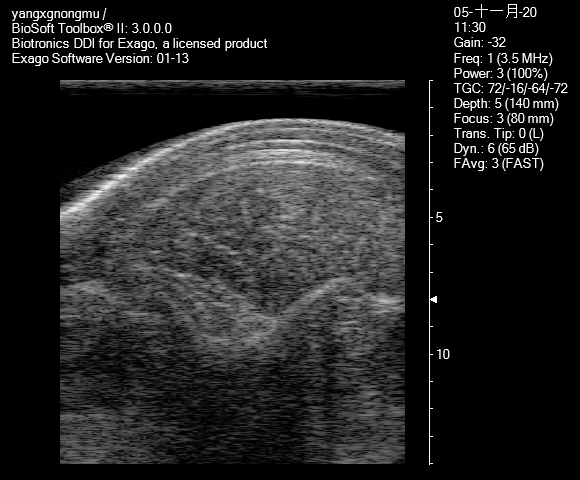 yangxgnongmu /
BioSoft Toolbox® II: 3.0.0.0
Biotronics DDI for Exago, a licensed product
Exago Software Version: 01-13
05-十一月-20
11:30
Gain: -32
Freq: 1 (3.5 MHz)
Power: 3 (100%)
TGC: 72/-16/-64/-72
Depth: 5 (140 mm)
Focus: 3 (80 mm)
Trans. Tip: 0 (L)
Dyn.: 6 (65 dB)
FAvg: 3 (FAST)
5
10